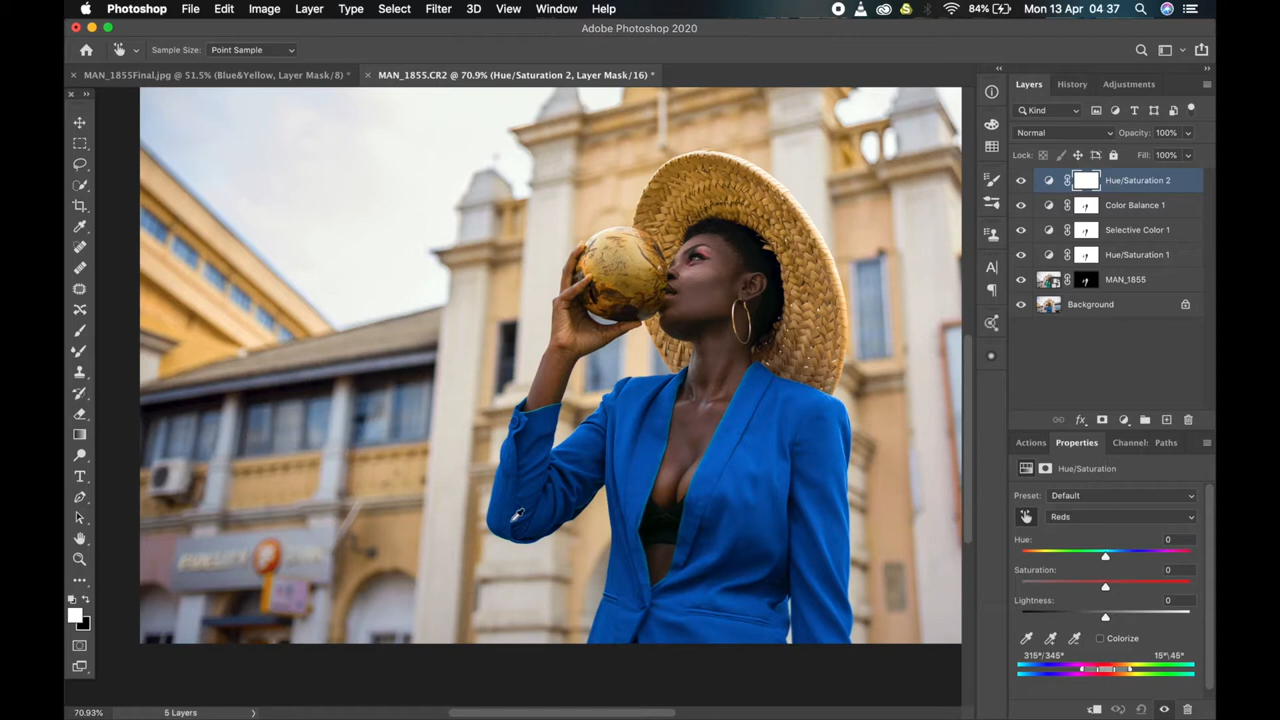 Photoshop File Edit Image Layer Type Select Filter 3D View Window Help 84% Mon 13 Apr 04 37
Adobe Photoshop 2020
Sample Size: Point Sample
MAN_1855Final.jpg @ 51.5% (Blue&Yellow, Layer Mask/8) *
MAN_1855.CR2 @ 70.9% (Hue/Saturation 2, Layer Mask/16) *
Layers History Adjustments
Kind
Normal Opacity: 100%
Lock: Fill: 100%
Hue/Saturation 2
Color Balance 1
Selective Color 1
Hue/Saturation 1
MAN_1855
Background
fx
Actions Properties Channel: Paths
Hue/Saturation
Preset: Default
Reds
Hue: 0
Saturation: 0
Lightness: 0
Colorize
315°/345° 15°\45°
70.93% 5 Layers